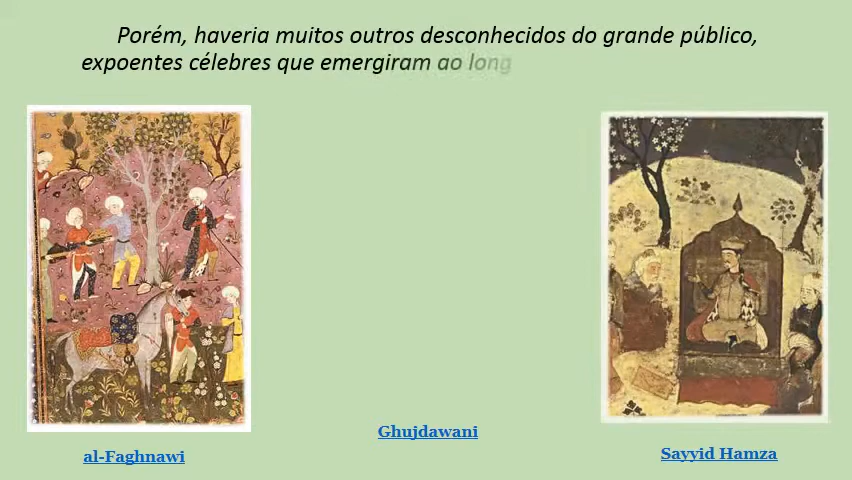 Porém, haveria muitos outros desconhecidos do grande público,
expoentes célebres que emergiram ao long
Ghujdawani
al-Faghnawi
Sayyid Hamza